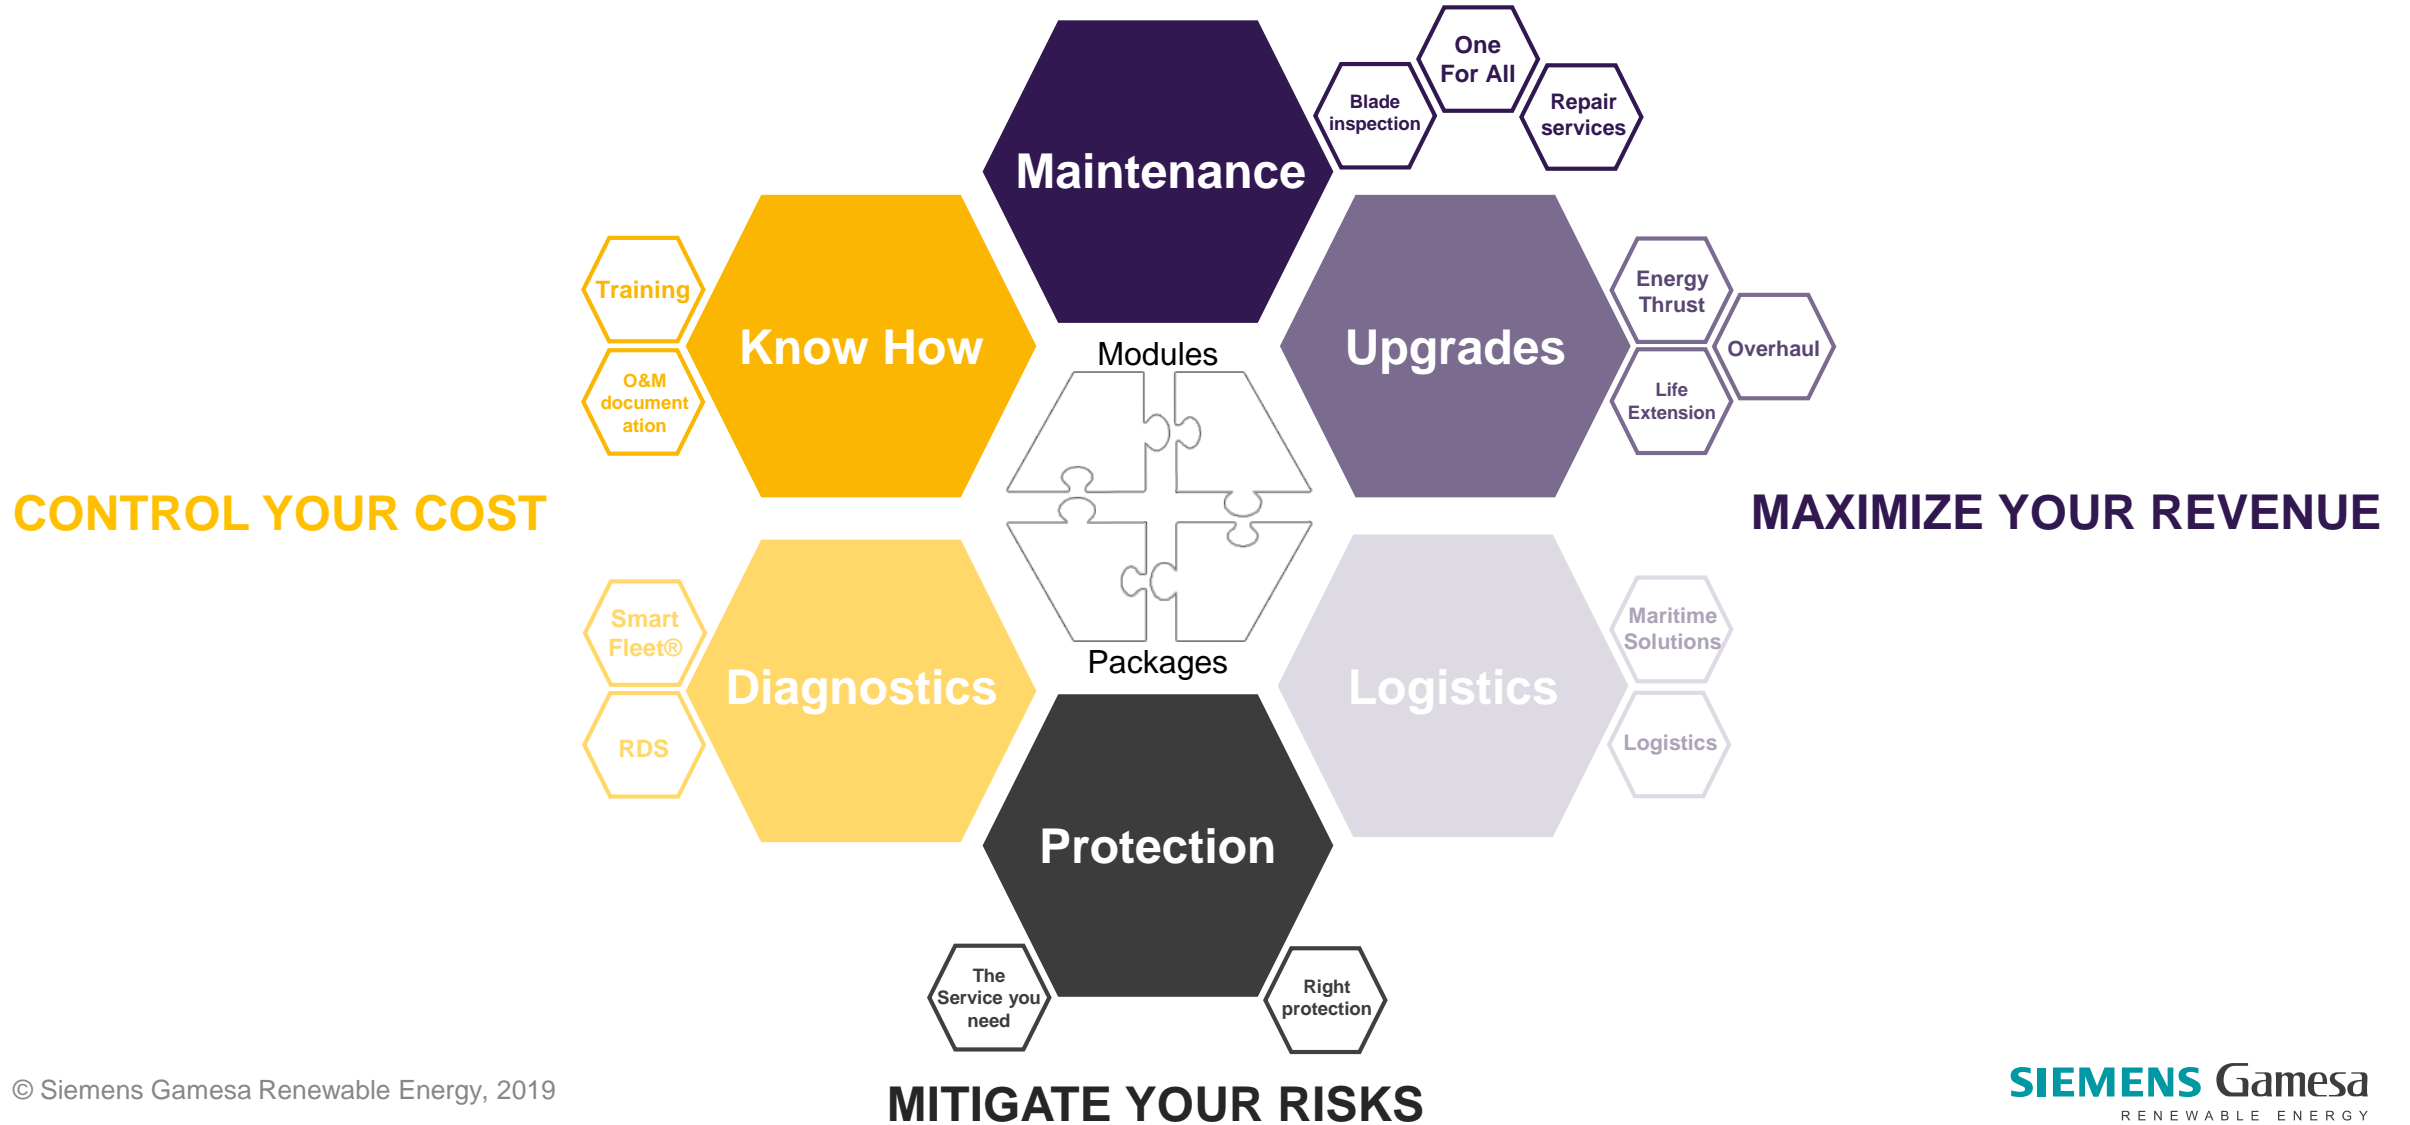 One
For All
Blade
inspection
Repair
services
Maintenance
Training
O&M
document
ation
Know How
Modules
Upgrades
Energy
Thrust
Overhaul
Life
Extension
CONTROL YOUR COST
MAXIMIZE YOUR REVENUE
Smart
Fleet®
RDS
Diagnostics
Packages
Logistics
Maritime
Solutions
Logistics
Protection
The
Service you
need
Right
protection
© Siemens Gamesa Renewable Energy, 2019
MITIGATE YOUR RISKS
SIEMENS Gamesa
RENEWABLE ENERGY